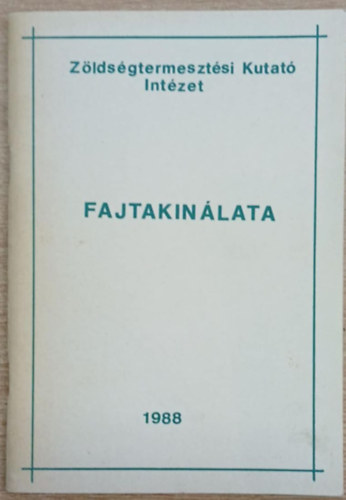 Zöldségtermesztési Kutató
Intézet
FAJTAKINÁLATA
1988